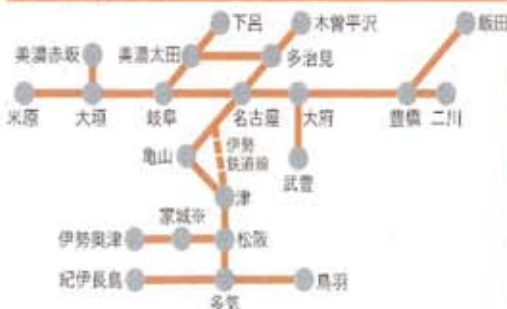 下呂
木曽平沢
飯田
美濃赤坂
美濃太田
多治見
米原
大垣
岐阜
名古屋
大府
豊橋
二川
亀山
伊勢
鉄道線
武豊
津
家城※
伊勢奥津
松阪
紀伊長島
多気
鳥羽